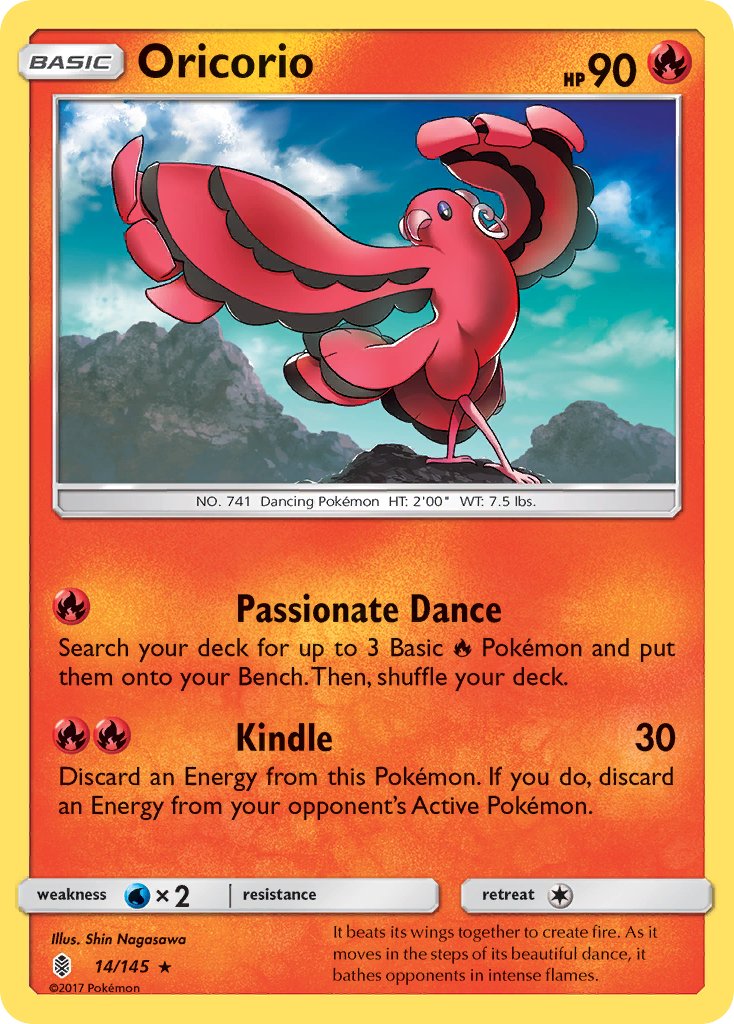 BASIC Oricorio HP 90
NO. 741 Dancing Pokémon HT: 2'00" WT: 7.5 lbs.
Passionate Dance
Search your deck for up to 3 Basic Pokémon and put
them onto your Bench. Then, shuffle your deck.
Kindle 30
Discard an Energy from this Pokémon. If you do, discard
an Energy from your opponent's Active Pokémon.
weakness × 2 resistance retreat
Illus. Shin Nagasawa
14/145 ★
©2017 Pokémon
It beats its wings together to create fire. As it
moves in the steps of its beautiful dance, it
bathes opponents in intense flames.